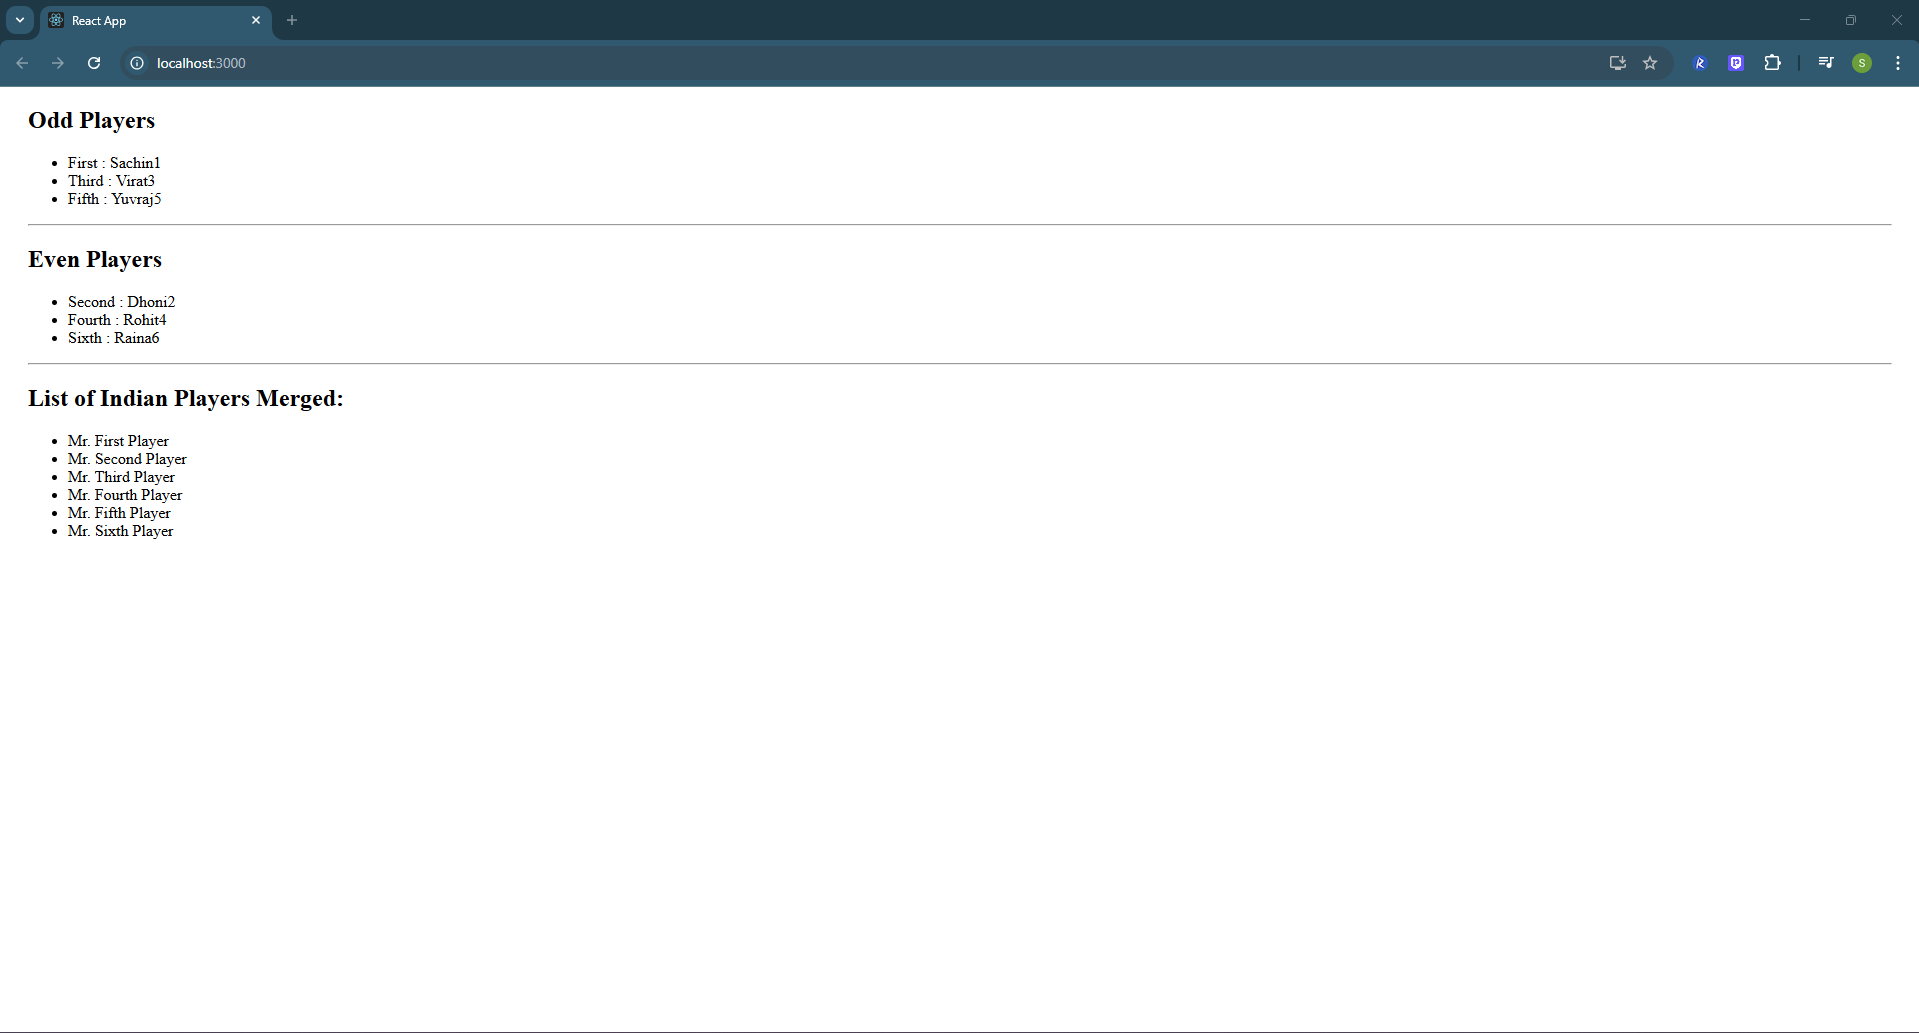 React App
localhost:3000
S
Odd Players
First : Sachin1
Third : Virat3
Fifth : Yuvraj5
Even Players
Second : Dhoni2
Fourth : Rohit4
Sixth : Raina6
List of Indian Players Merged:
Mr. First Player
Mr. Second Player
Mr. Third Player
Mr. Fourth Player
Mr. Fifth Player
Mr. Sixth Player